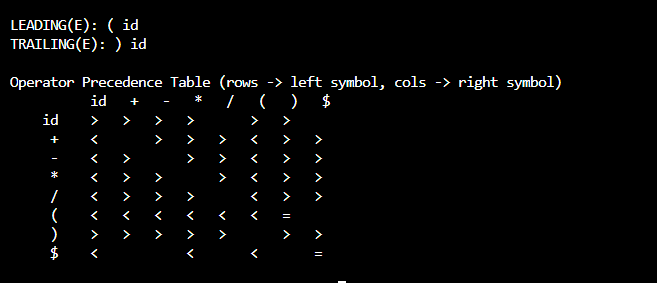 LEADING(E): ( id
TRAILING(E): ) id
Operator Precedence Table (rows -> left symbol, cols -> right symbol)
          id   +   -   *   /   (   )   $
    id    >   >   >   >       >   >
     +    <       >   >   >   <   >   >
     -    <   >       >   >   <   >   >
     *    <   >   >       >   <   >   >
     /    <   >   >   >       <   >   >
     (    <   <   <   <   <   <   =
     )    >   >   >   >   >       >   >
     $    <           <       <       =